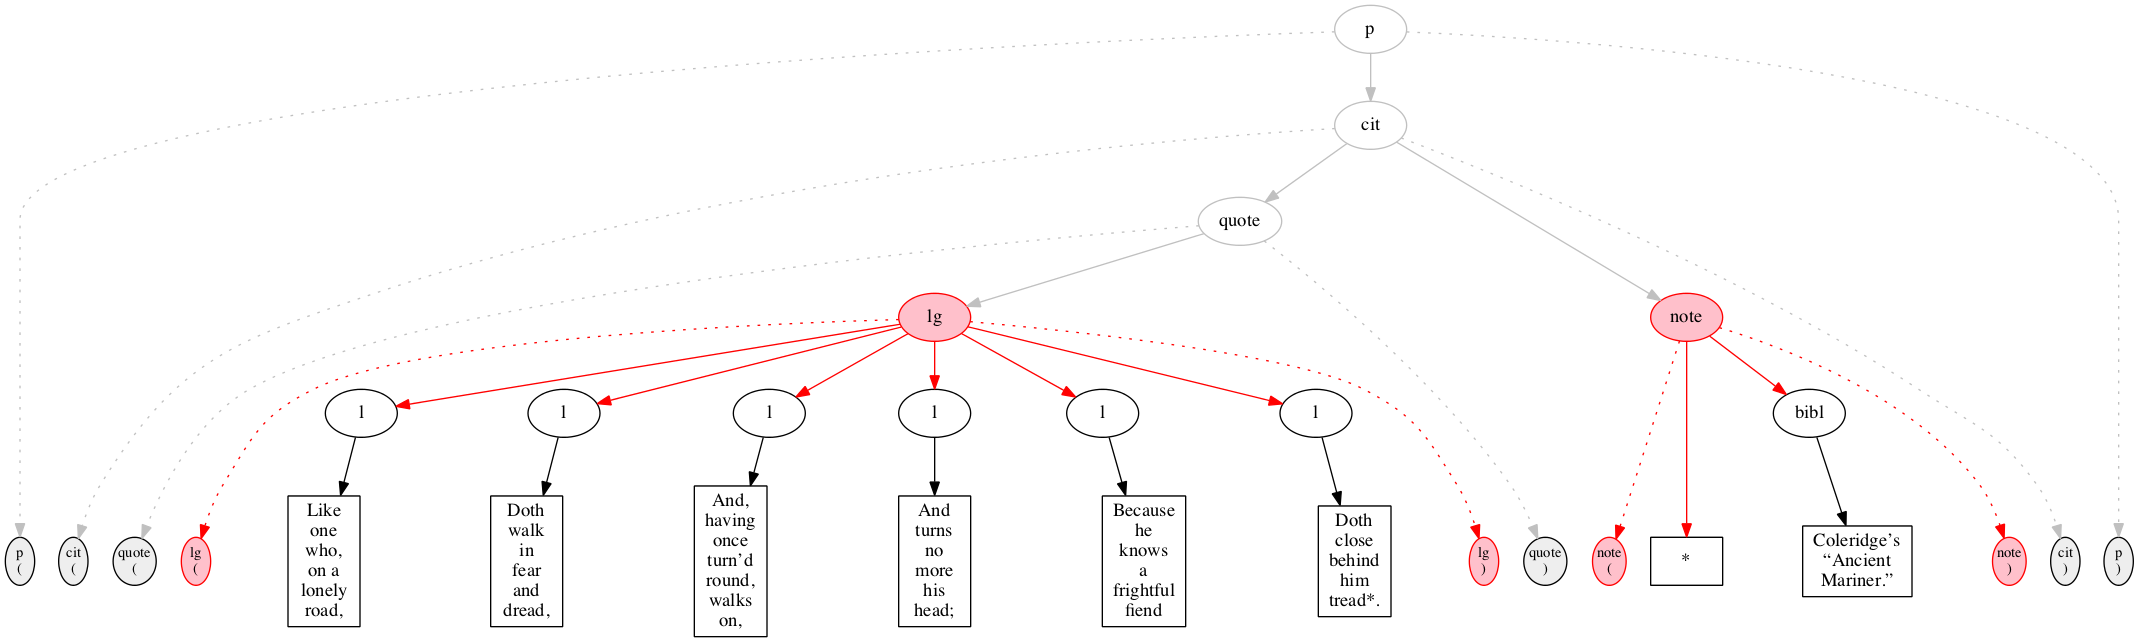 p
cit
quote
lg
note
l
l
l
l
l
l
bibl
Like
one
who,
on a
lonely
road,
Doth
walk
in
fear
and
dread,
And,
having
once
turn’d
round,
walks
on,
And
turns
no
more
his
head;
Because
he
knows
a
frightful
fiend
Doth
close
behind
him
tread*.
*
Coleridge’s
“Ancient
Mariner.”
p
(
cit
(
quote
(
lg
(
lg
)
quote
)
note
(
note
)
cit
)
p
)